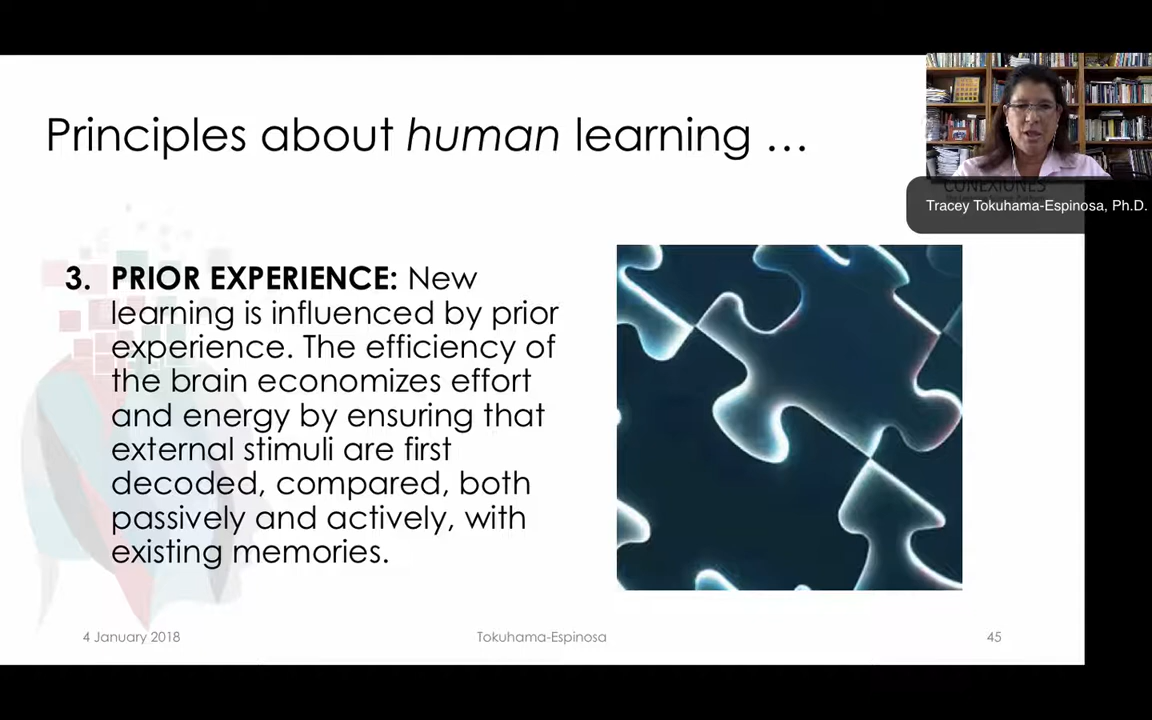 Principles about human learning …
CONEXIONES
Tracey Tokuhama-Espinosa, Ph.D.
3. PRIOR EXPERIENCE: New
learning is influenced by prior
experience. The efficiency of
the brain economizes effort
and energy by ensuring that
external stimuli are first
decoded, compared, both
passively and actively, with
existing memories.
4 January 2018
Tokuhama-Espinosa
45